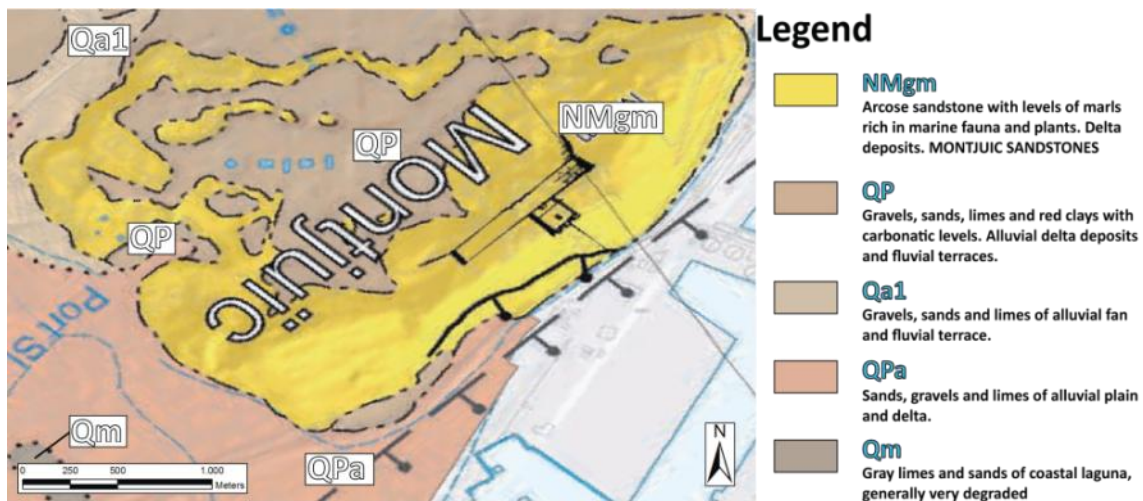 Qa1
NMgm
QP
Montjuïc
QP
Qm
QPa
N
0 250 500 1.000
Meters
Legend
NMgm
Arcose sandstone with levels of marls
rich in marine fauna and plants. Delta
deposits. MONTJUIC SANDSTONES
QP
Gravels, sands, limes and red clays with
carbonatic levels. Alluvial delta deposits
and fluvial terraces.
Qa1
Gravels, sands and limes of alluvial fan
and fluvial terrace.
QPa
Sands, gravels and limes of alluvial plain
and delta.
Qm
Gray limes and sands of coastal laguna,
generally very degraded